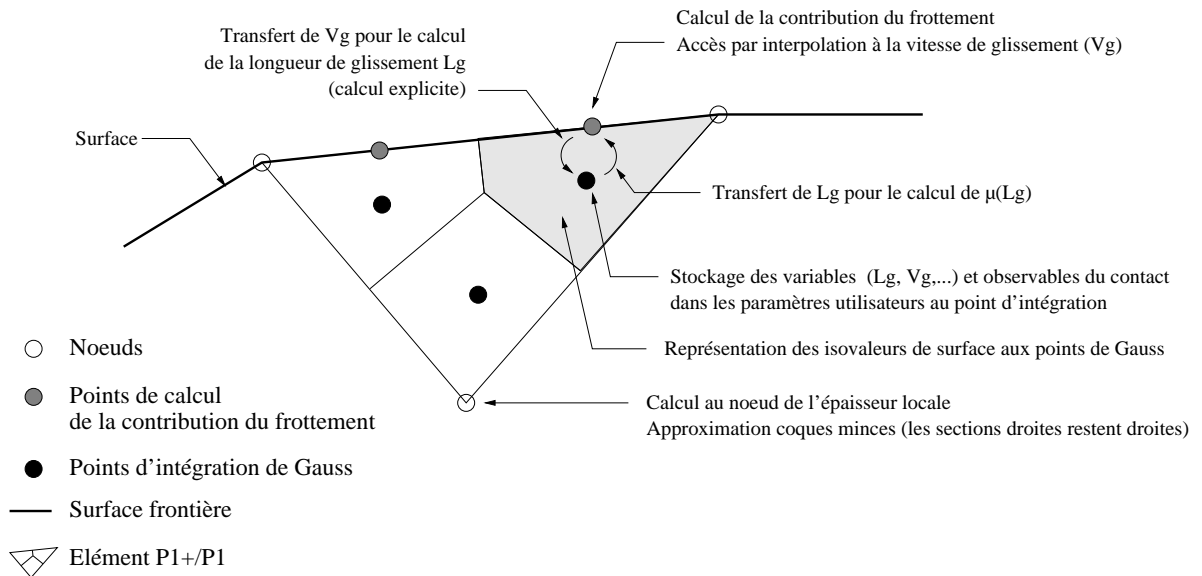 Calcul de la contribution du frottement
Accès par interpolation à la vitesse de glissement (Vg)
Transfert de Vg pour le calcul
de la longueur de glissement Lg
(calcul explicite)
Surface
Transfert de Lg pour le calcul de µ(Lg)
Stockage des variables (Lg, Vg,...) et observables du contact
dans les paramètres utilisateurs au point d'intégration
Représentation des isovaleurs de surface aux points de Gauss
Calcul au noeud de l'épaisseur locale
Approximation coques minces (les sections droites restent droites)
Noeuds
Points de calcul
de la contribution du frottement
Points d'intégration de Gauss
Surface frontière
Elément P1+/P1